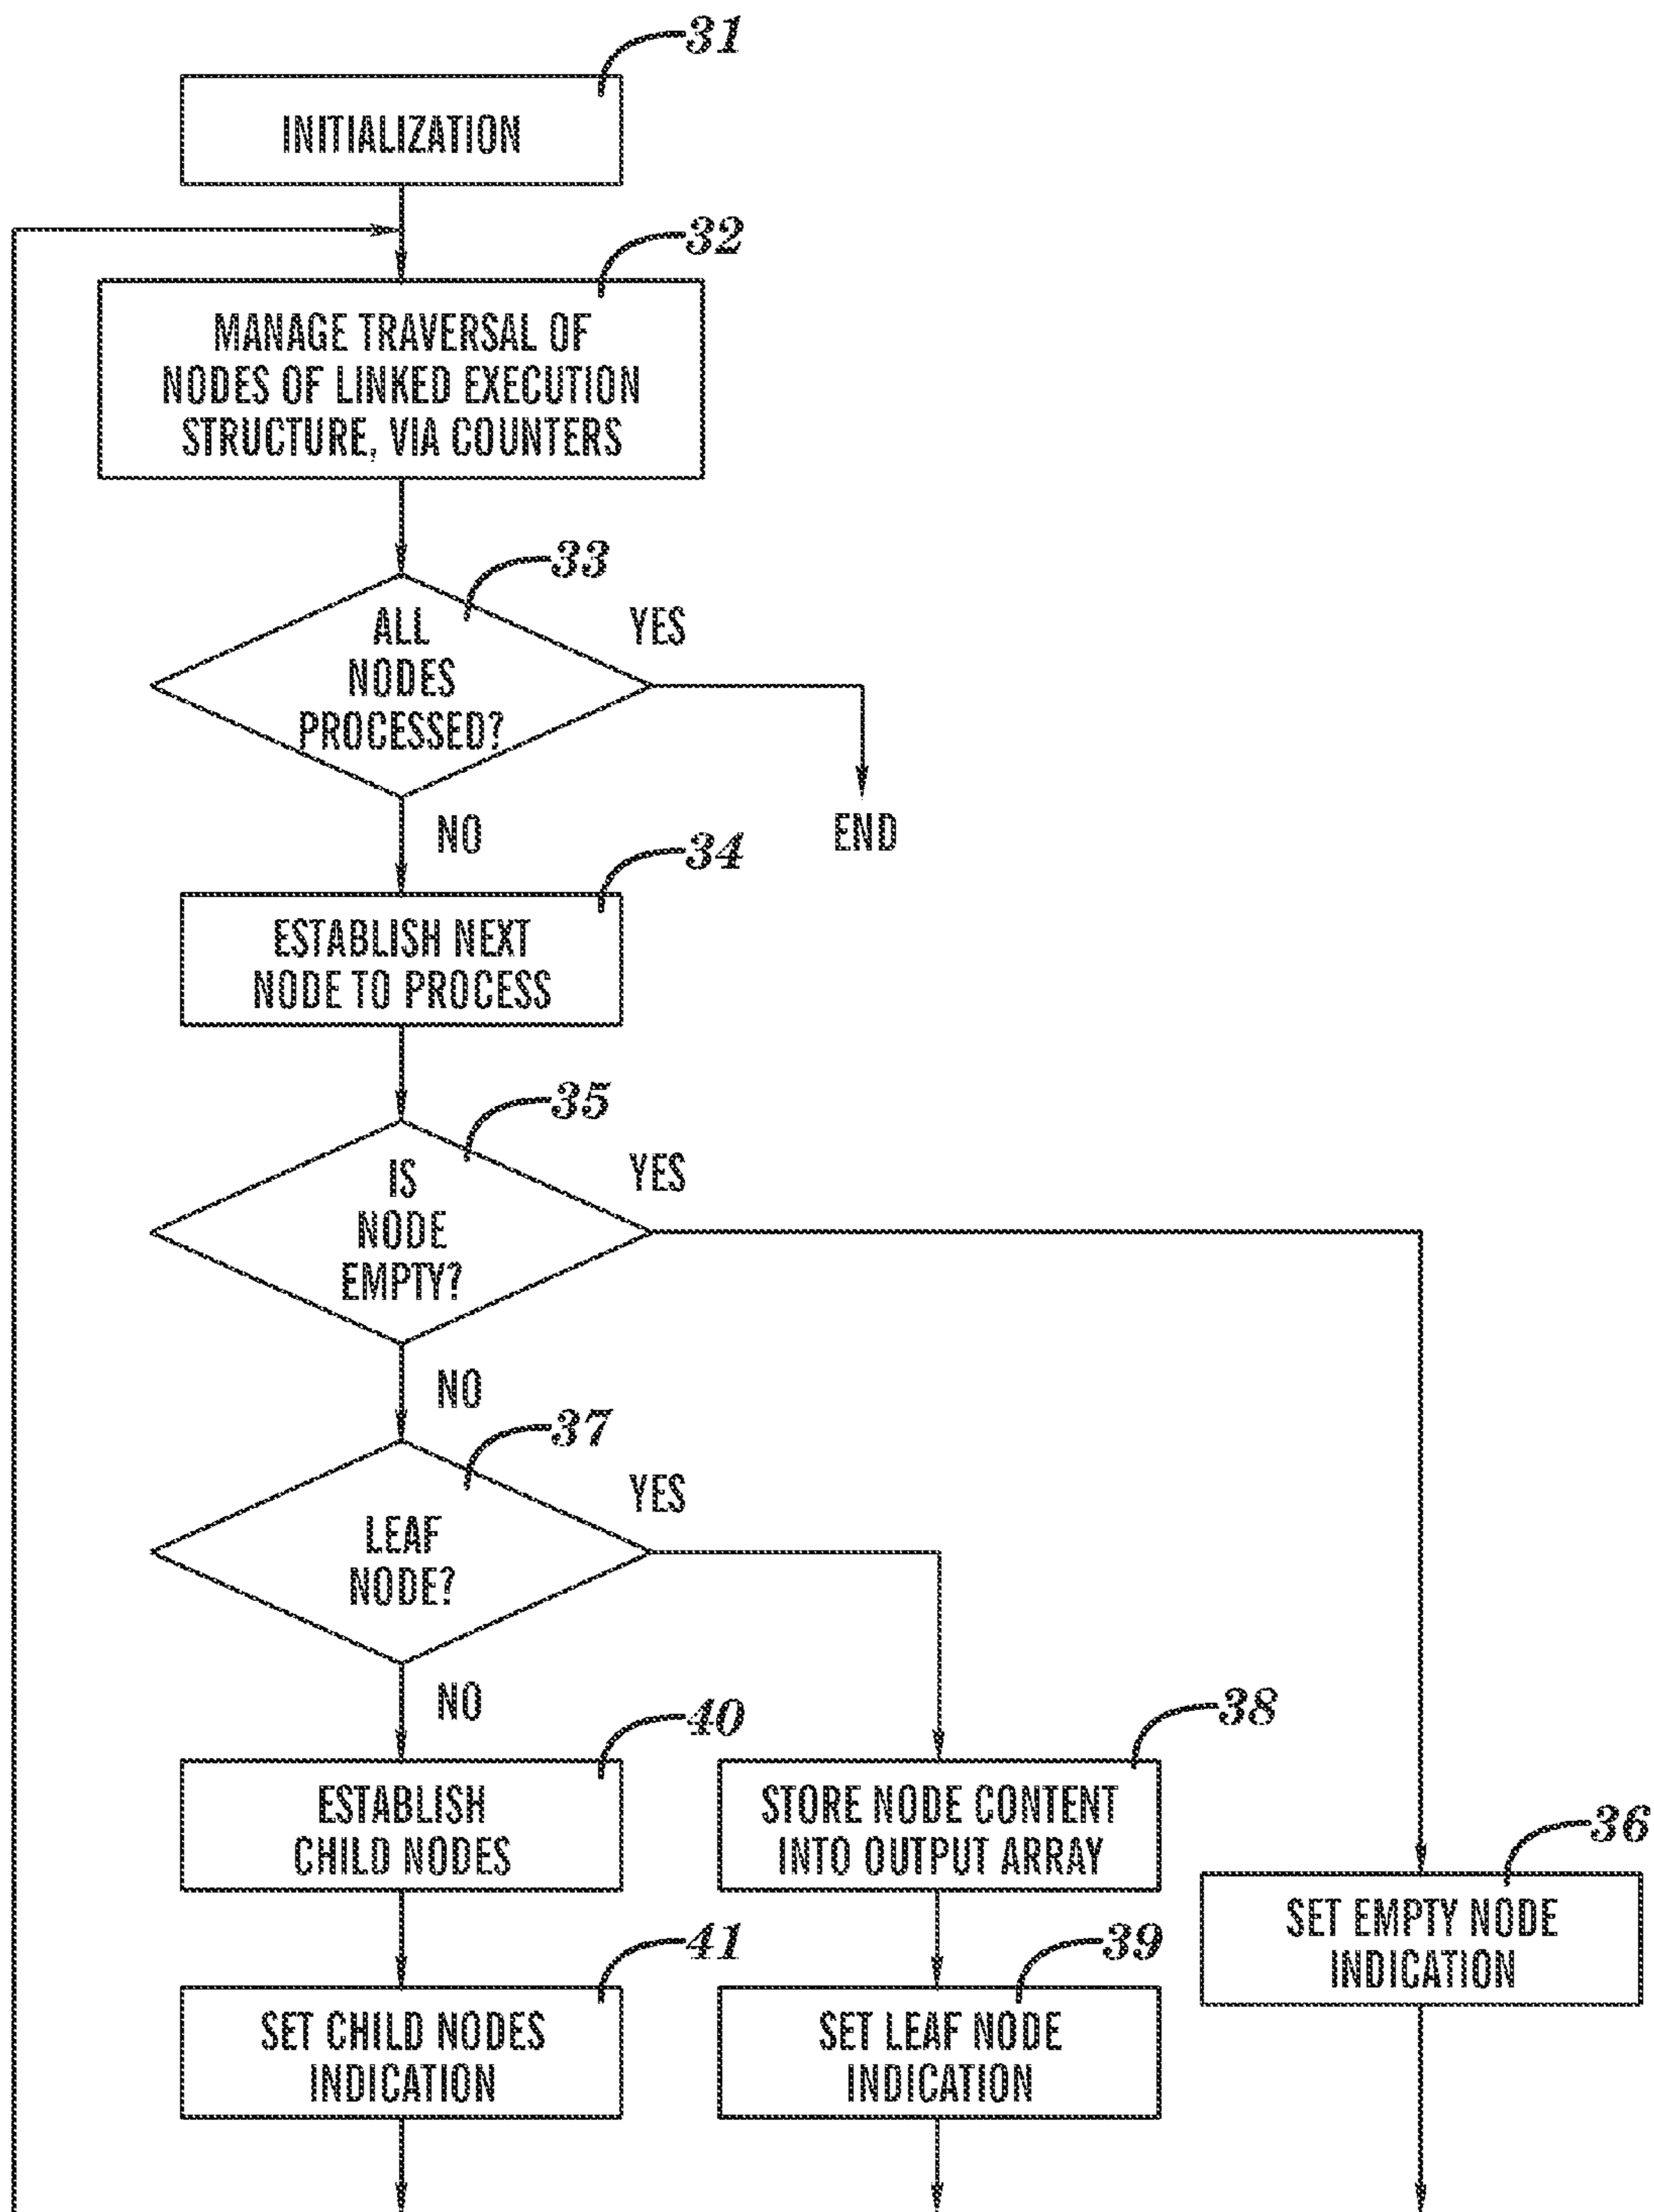 31
INITIALIZATION
32
MANAGE TRAVERSAL OF
NODES OF LINKED EXECUTION
STRUCTURE, VIA COUNTERS
33
ALL
NODES
PROCESSED?
YES
END
NO
34
ESTABLISH NEXT
NODE TO PROCESS
35
IS
NODE
EMPTY?
YES
NO
37
LEAF
NODE?
YES
NO
40
ESTABLISH
CHILD NODES
38
STORE NODE CONTENT
INTO OUTPUT ARRAY
36
SET EMPTY NODE
INDICATION
41
SET CHILD NODES
INDICATION
39
SET LEAF NODE
INDICATION